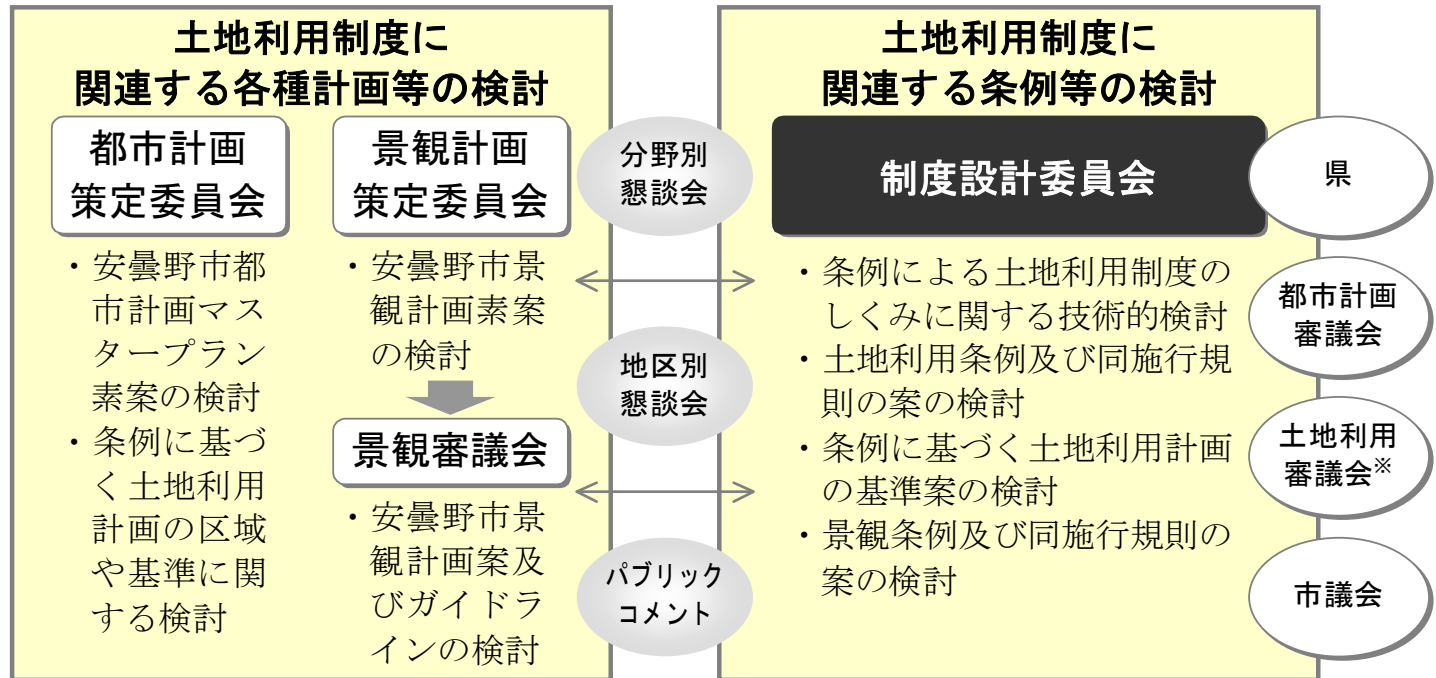 土地利用制度に
関連する各種計画等の検討
都市計画
策定委員会
・安曇野市都
市計画マス
タープラン
素案の検討
・条例に基づ
く土地利用
計画の区域
や基準に関
する検討
景観計画
策定委員会
・安曇野市景
観計画素案
の検討
景観審議会
・安曇野市景
観計画案及
びガイドラ
インの検討
分野別
懇談会
地区別
懇談会
パブリック
コメント
土地利用制度に
関連する条例等の検討
制度設計委員会
・条例による土地利用制度の
しくみに関する技術的検討
・土地利用条例及び同施行規
則の案の検討
・条例に基づく土地利用計画
の基準案の検討
・景観条例及び同施行規則の
案の検討
県
都市計画
審議会
土地利用
審議会※
市議会